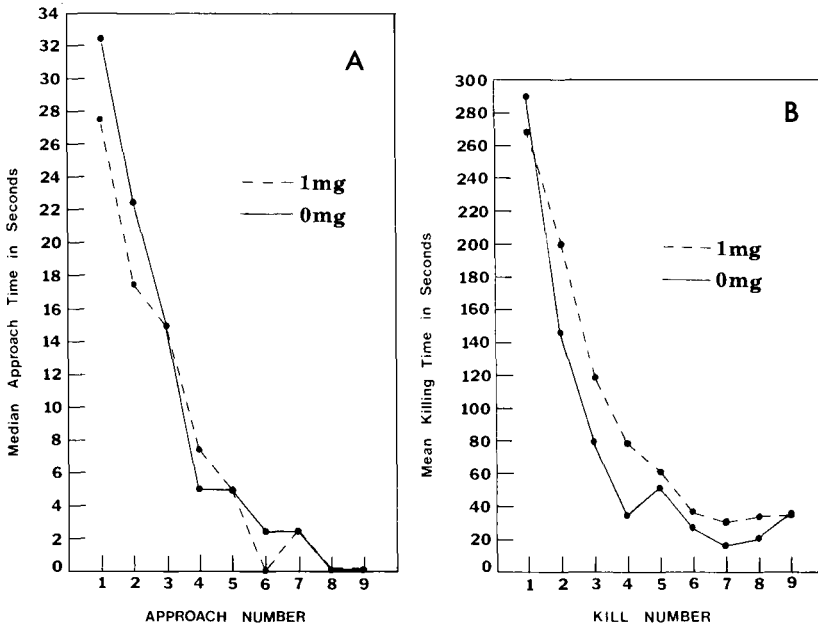 A
Median Approach Time in Seconds
34
32
30
28
26
24
22
20
18
16
14
12
10
8
6
4
2
0
1mg
0mg
1 2 3 4 5 6 7 8 9
APPROACH NUMBER
B
Mean Killing Time in Seconds
300
280
260
240
220
200
180
160
140
120
100
80
60
40
20
0
1mg
0mg
1 2 3 4 5 6 7 8 9
KILL NUMBER